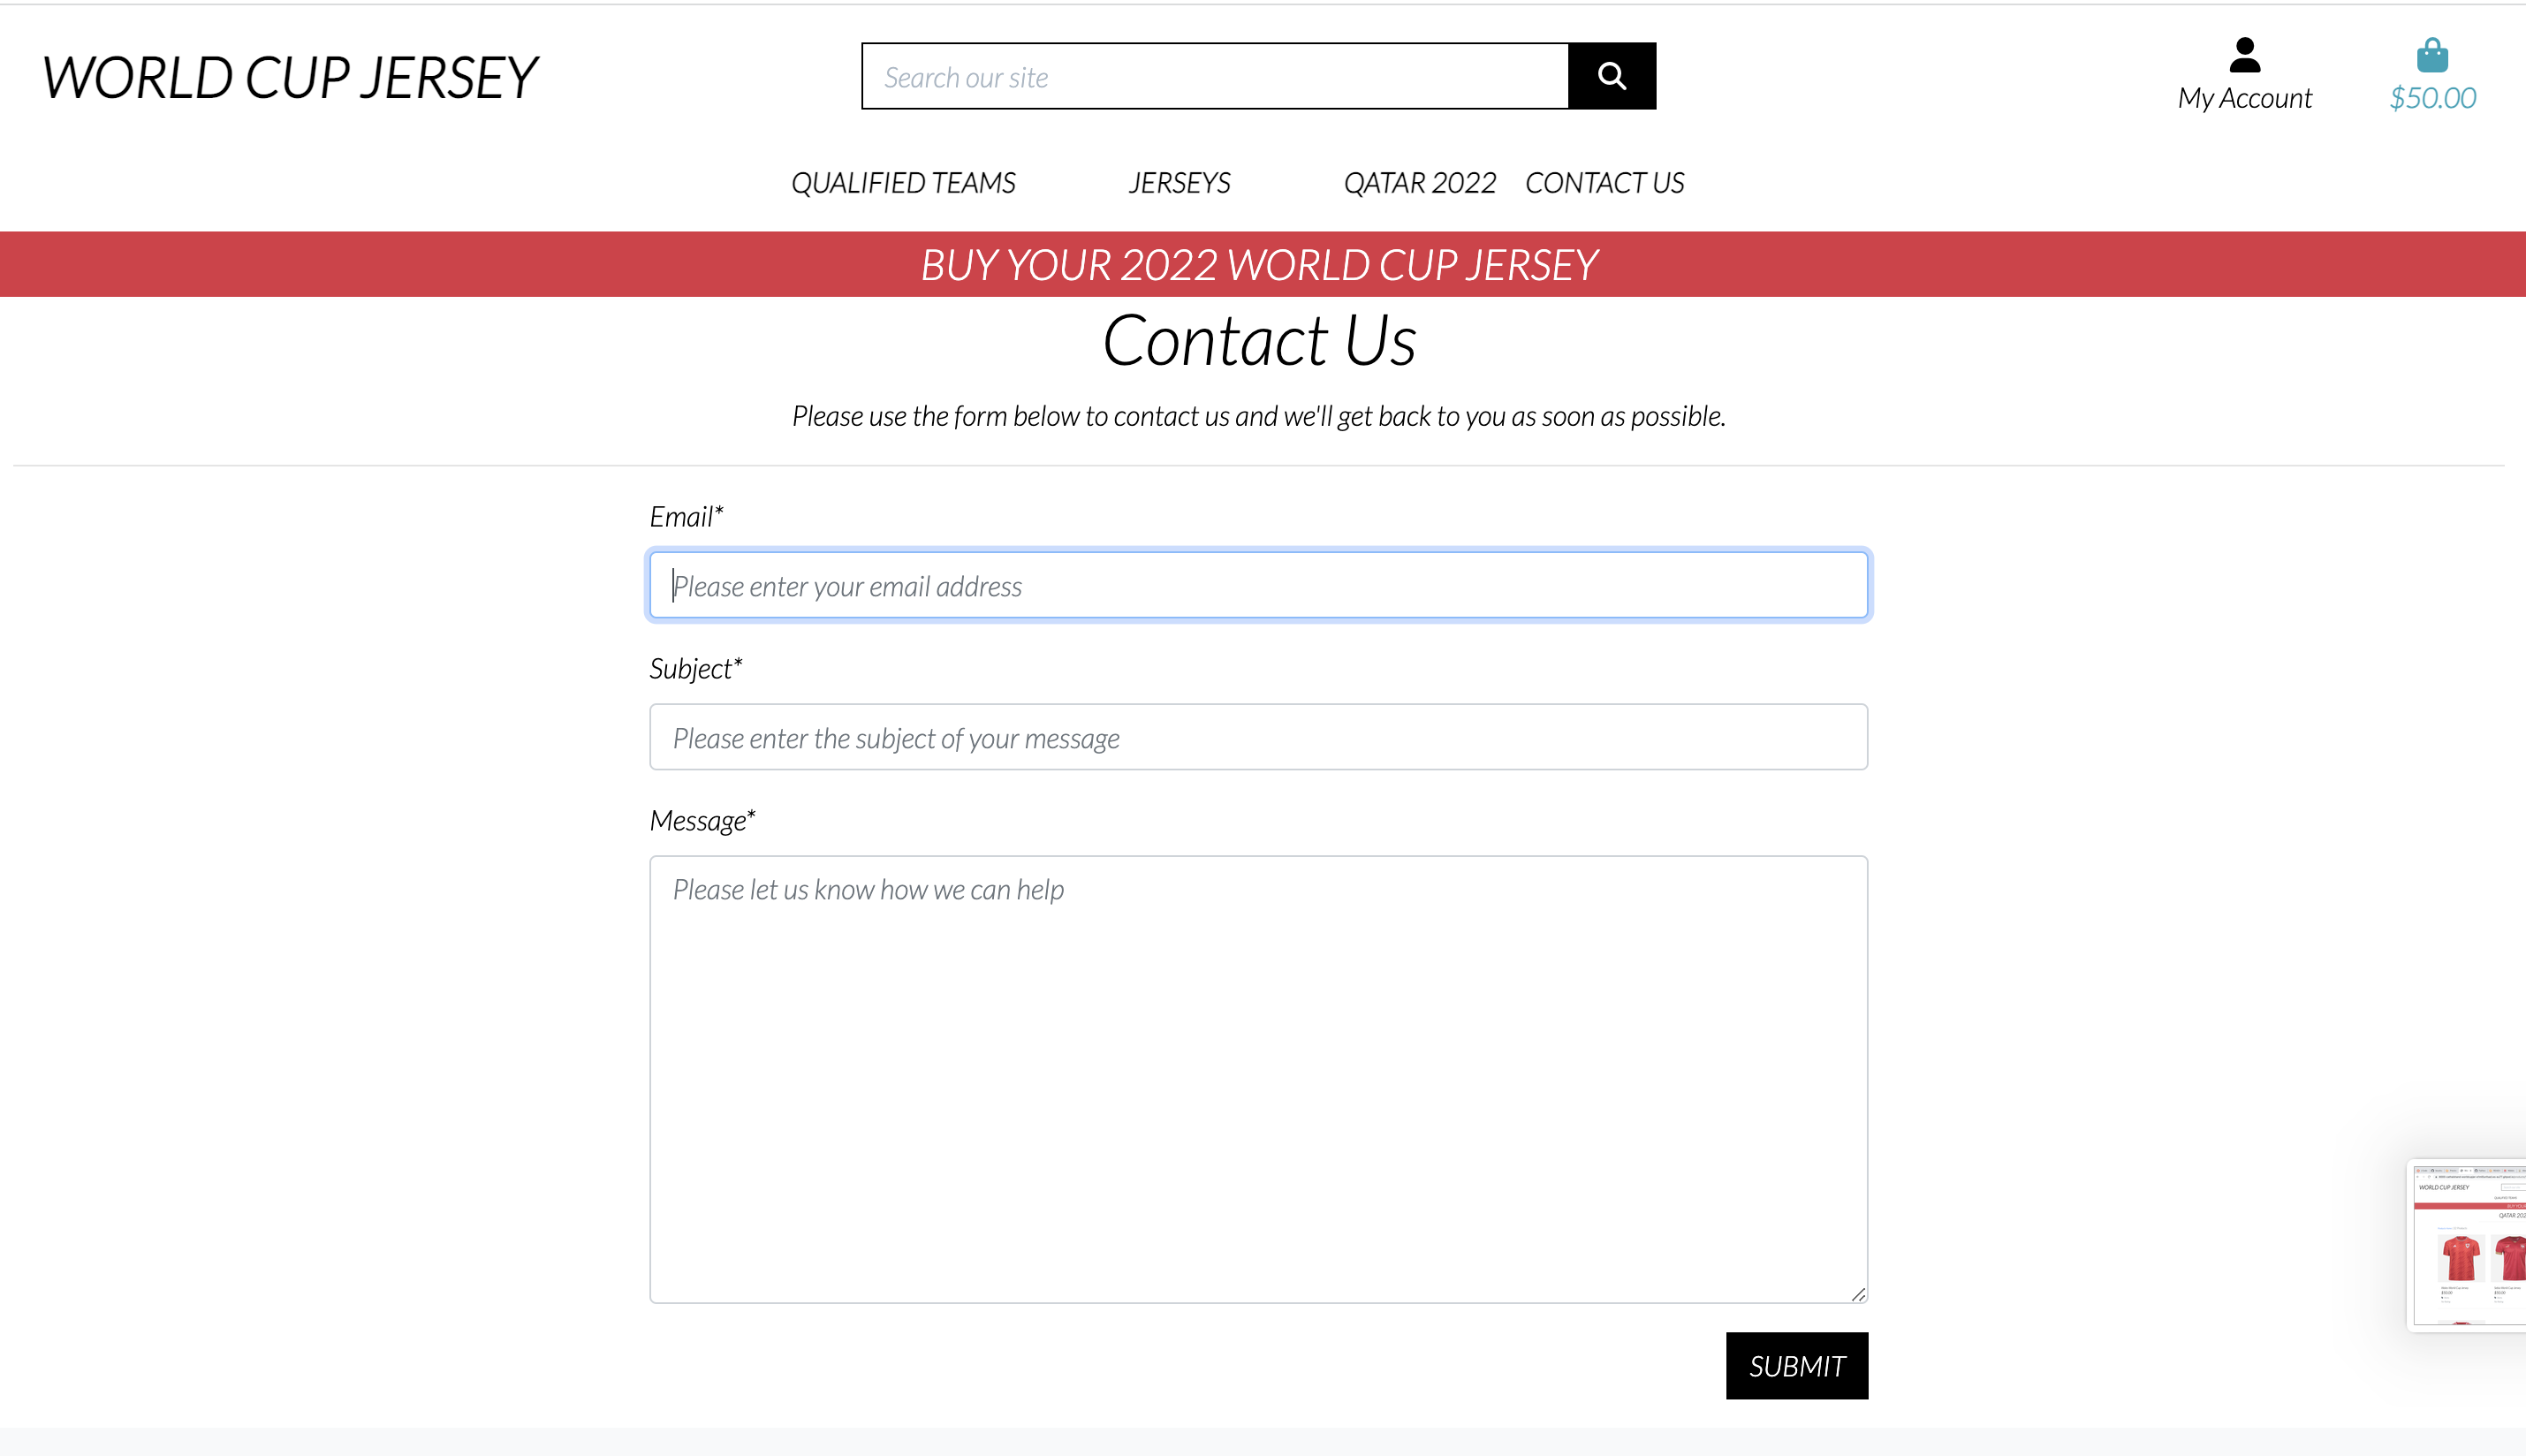 WORLD CUP JERSEY
Search our site
My Account
$50.00
QUALIFIED TEAMS
JERSEYS
QATAR 2022
CONTACT US
BUY YOUR 2022 WORLD CUP JERSEY
Contact Us
Please use the form below to contact us and we'll get back to you as soon as possible.
Email*
Please enter your email address
Subject*
Please enter the subject of your message
Message*
Please let us know how we can help
WORLD CUP JERSEY
SUBMIT